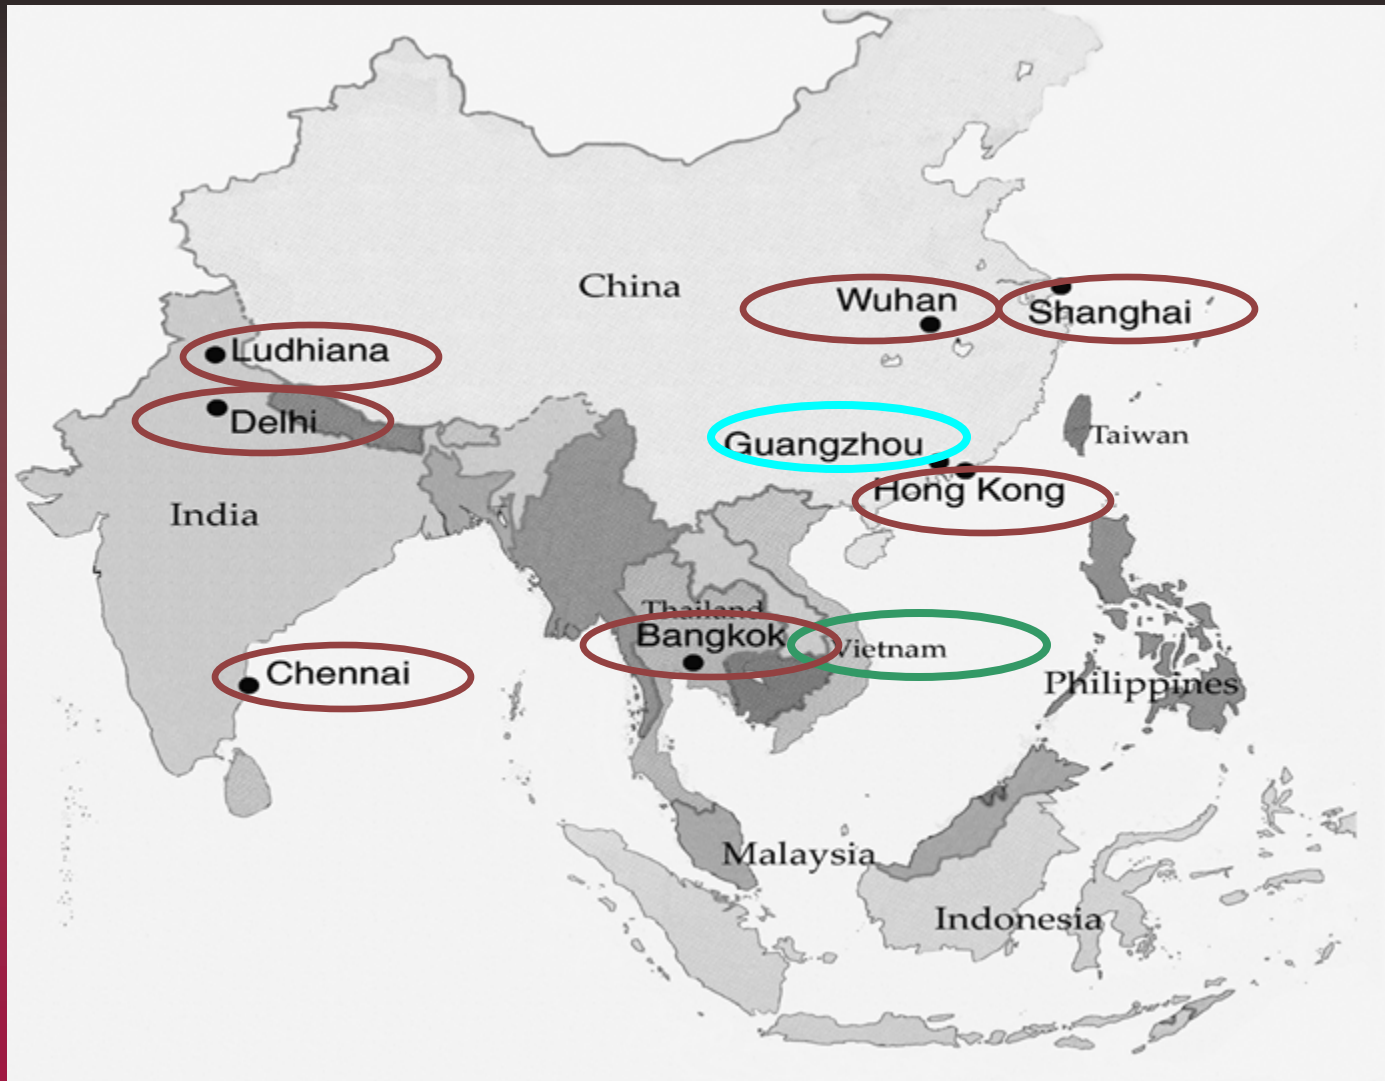 China
Wuhan
Shanghai
Ludhiana
Delhi
Guangzhou
Taiwan
Hong Kong
India
Thailand
Bangkok
Vietnam
Chennai
Philippines
Malaysia
Indonesia